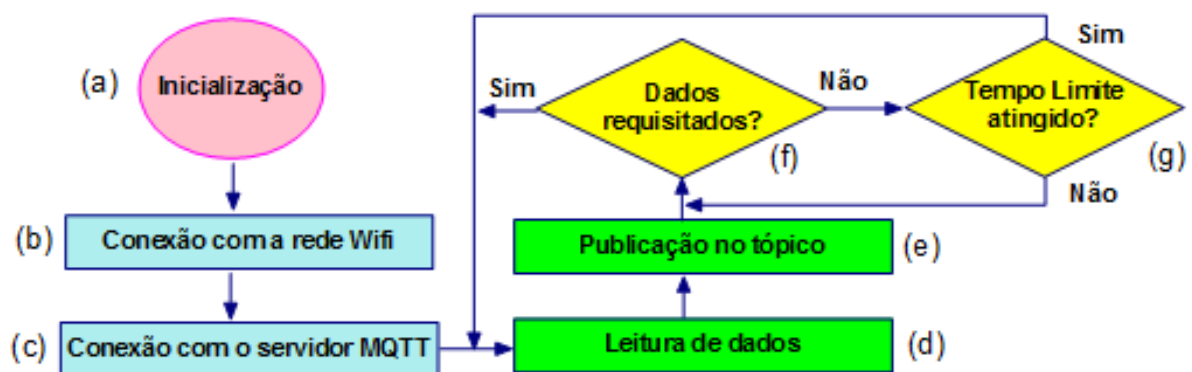 (a)
Inicialização
(b)
Conexão com a rede Wifi
(c)
Conexão com o servidor MQTT
Leitura de dados
(d)
Publicação no tópico
(e)
Dados
requisitados?
(f)
Sim
Não
Tempo Limite
atingido?
(g)
Sim
Não